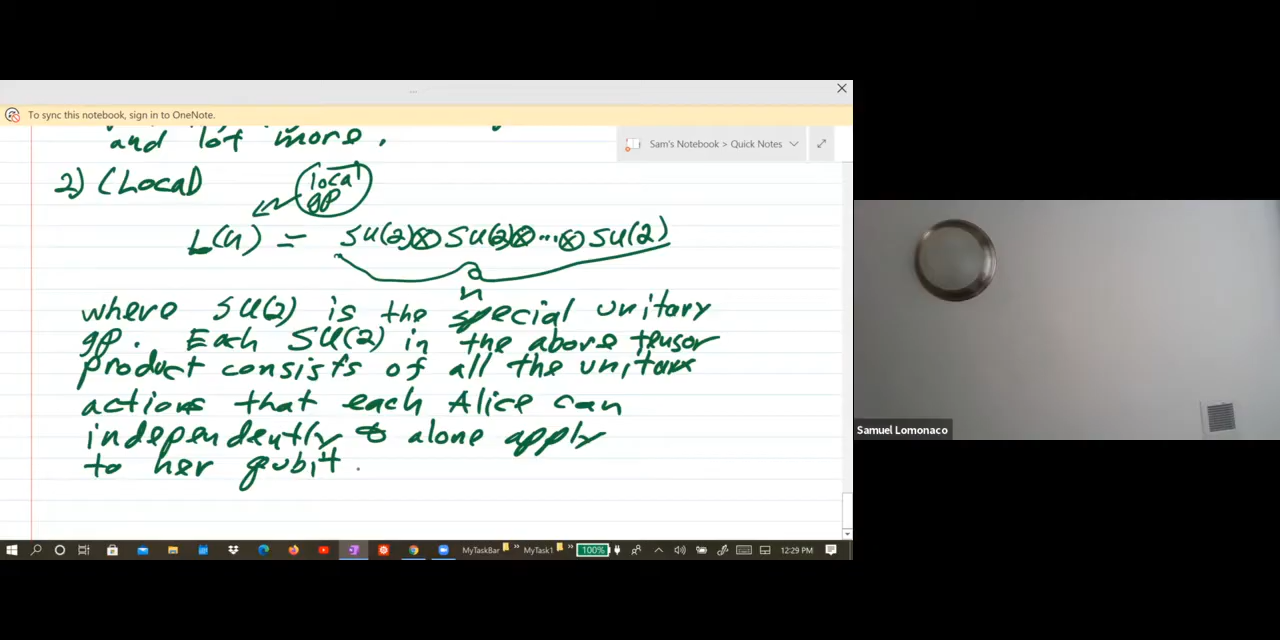 To sync this notebook, sign in to OneNote.
and lot more.
Sam's Notebook > Quick Notes
2) (Local
local
gp
L(n) = SU(2)⊗SU(2)⊗...⊗SU(2)
n
where SU(2) is the special unitary
gp. Each SU(2) in the above tensor
product consists of all the unitary
actions that each Alice can
independently & alone apply
to her qubit.
Samuel Lomonaco
MyTaskBar
MyTask1
100%
12:29 PM